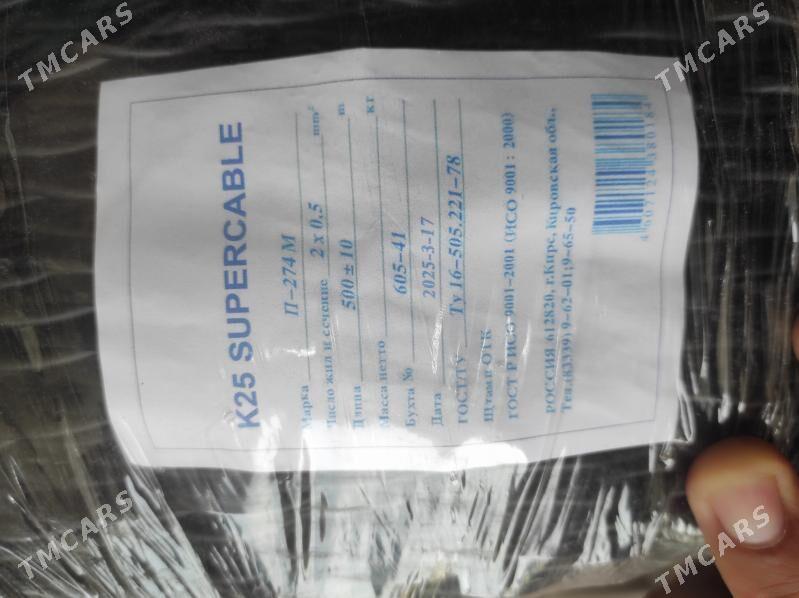 TMCARS
TMCARS
K25 SUPERCABLE
Марка П-274 М
Число жил и сечение 2 х 0.5 mm²
Длина 500 ± 10 m
Масса нетто кг
Бухта № 605-41
Дата 2025-3-17
ГОСТ/ТУ Ту 16-505.221-78
Штамп ОТК
ГОСТ Р ИСО 9001-2001 (ИСО 9001 : 2000)
РОССИЯ 612820, г.Кирс, Кировская обл.,
Тел.(83339) 9-62-01;9-65-50
4 607124 380184
TMCARS
TMCARS